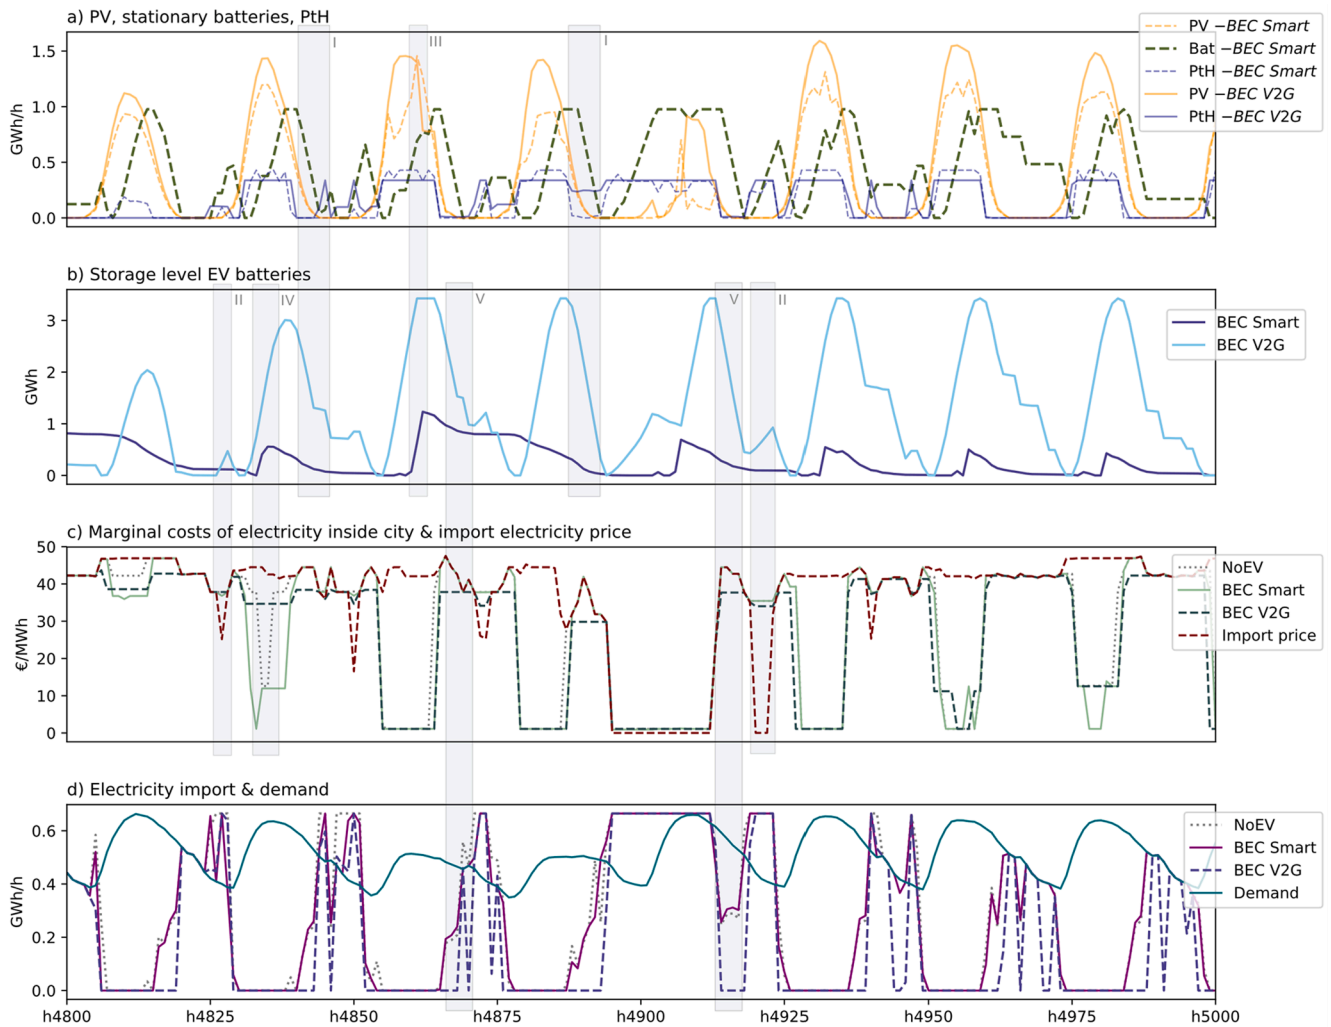 a) PV, stationary batteries, PtH
PV –BEC Smart
Bat –BEC Smart
PtH –BEC Smart
PV –BEC V2G
PtH –BEC V2G
I
III
I
1.5
1.0
0.5
0.0
GWh/h
b) Storage level EV batteries
II
IV
V
V
II
BEC Smart
BEC V2G
3
2
1
0
GWh
c) Marginal costs of electricity inside city & import electricity price
NoEV
BEC Smart
BEC V2G
Import price
50
40
30
20
10
0
€/MWh
d) Electricity import & demand
NoEV
BEC Smart
BEC V2G
Demand
0.6
0.4
0.2
0.0
GWh/h
h4800 h4825 h4850 h4875 h4900 h4925 h4950 h4975 h5000